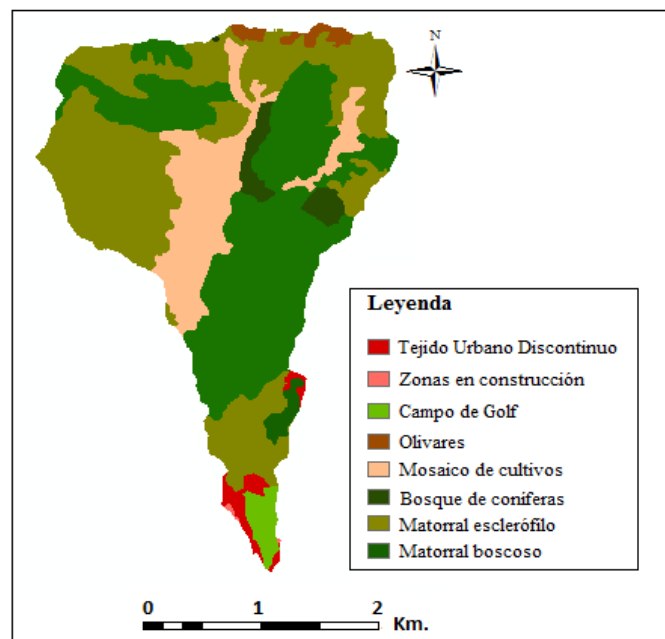 N
Leyenda
Tejido Urbano Discontinuo
Zonas en construcción
Campo de Golf
Olivares
Mosaico de cultivos
Bosque de coníferas
Matorral esclerófilo
Matorral boscoso
0 1 2
Km.